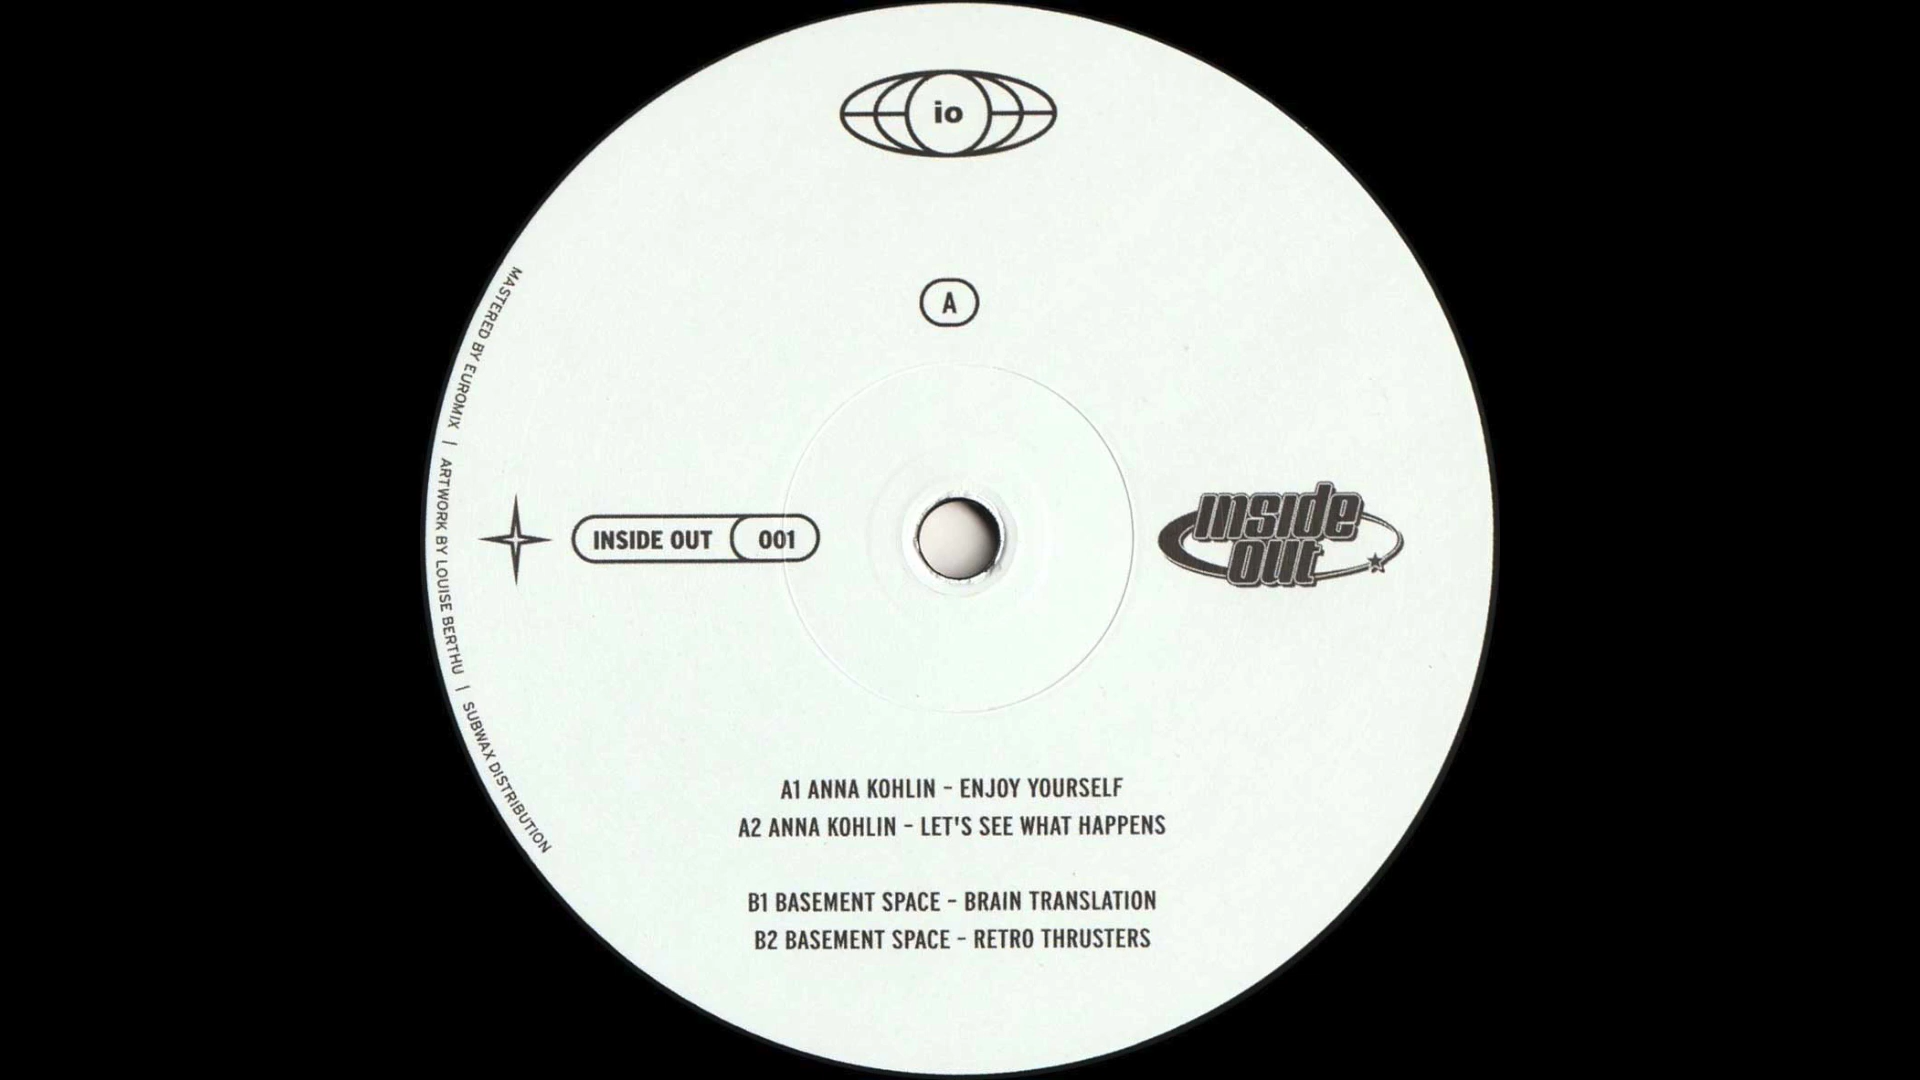 io
A
MASTERED BY EUROMIX | ARTWORK BY LOUISE BERTHU | SUBWAX DISTRIBUTION
INSIDE OUT 001
inside
out
A1 ANNA KOHLIN - ENJOY YOURSELF
A2 ANNA KOHLIN - LET'S SEE WHAT HAPPENS
B1 BASEMENT SPACE - BRAIN TRANSLATION
B2 BASEMENT SPACE - RETRO THRUSTERS